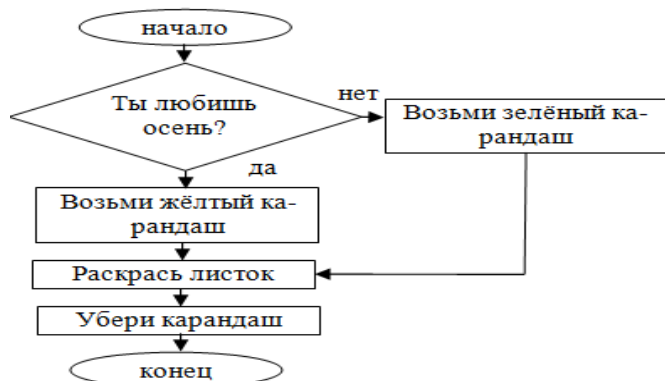 начало
Ты любишь
осень?
нет
Возьми зелёный ка-
рандаш
да
Возьми жёлтый ка-
рандаш
Раскрась листок
Убери карандаш
конец